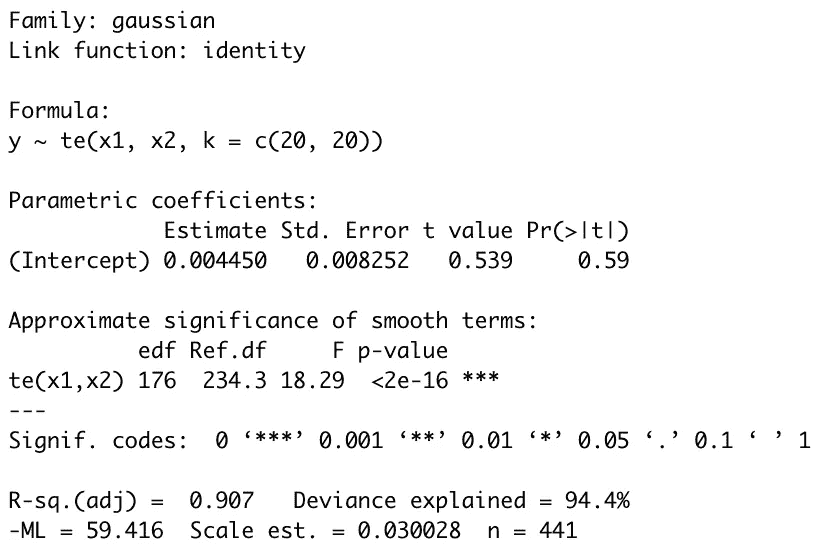 Family: gaussian
Link function: identity
Formula:
y ~ te(x1, x2, k = c(20, 20))
Parametric coefficients:
Estimate Std. Error t value Pr(>|t|)
(Intercept) 0.004450 0.008252 0.539 0.59
Approximate significance of smooth terms:
edf Ref.df F p-value
te(x1,x2) 176 234.3 18.29 <2e-16 ***
---
Signif. codes: 0 ‘***’ 0.001 ‘**’ 0.01 ‘*’ 0.05 ‘.’ 0.1 ‘ ’ 1
R-sq.(adj) = 0.907 Deviance explained = 94.4%
-ML = 59.416 Scale est. = 0.030028 n = 441